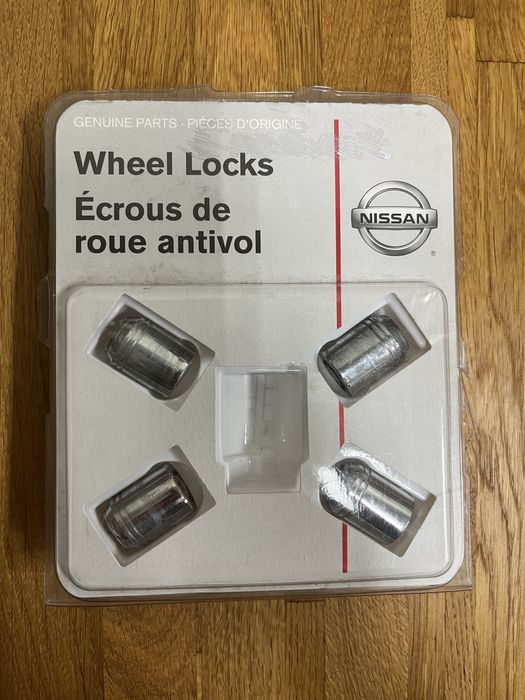 GENUINE PARTS · PIÈCES D'ORIGINE
Wheel Locks
Écrous de
roue antivol
NISSAN
®